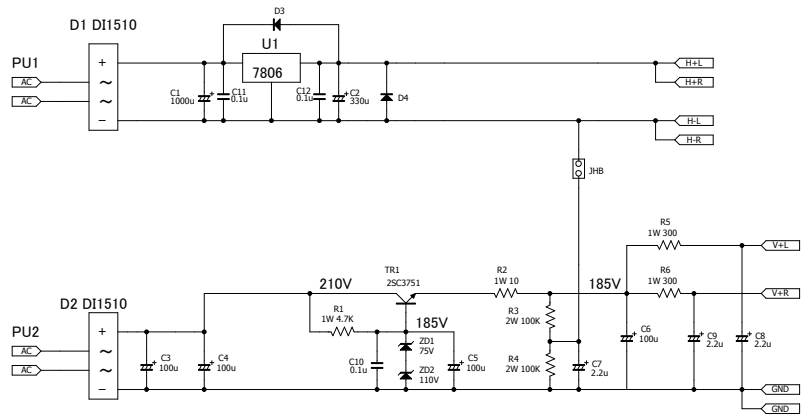 D1 DI1510
PU1
AC
AC
+
~
~
−
D3
U1
7806
C1
1000u
+
C11
0.1u
C12
0.1u
+
C2
330u
D4
H+L
H+R
H-L
H-R
JHB
D2 DI1510
PU2
AC
AC
+
~
~
−
C3
100u
+
C4
100u
+
210V
R1
1W 4.7K
TR1
2SC3751
185V
C10
0.1u
ZD1
75V
ZD2
110V
C5
100u
+
R2
1W 10
R3
2W 100K
R4
2W 100K
185V
C7
2.2u
+
C6
100u
+
R5
1W 300
R6
1W 300
C9
2.2u
+
C8
2.2u
+
V+L
V+R
GND
GND